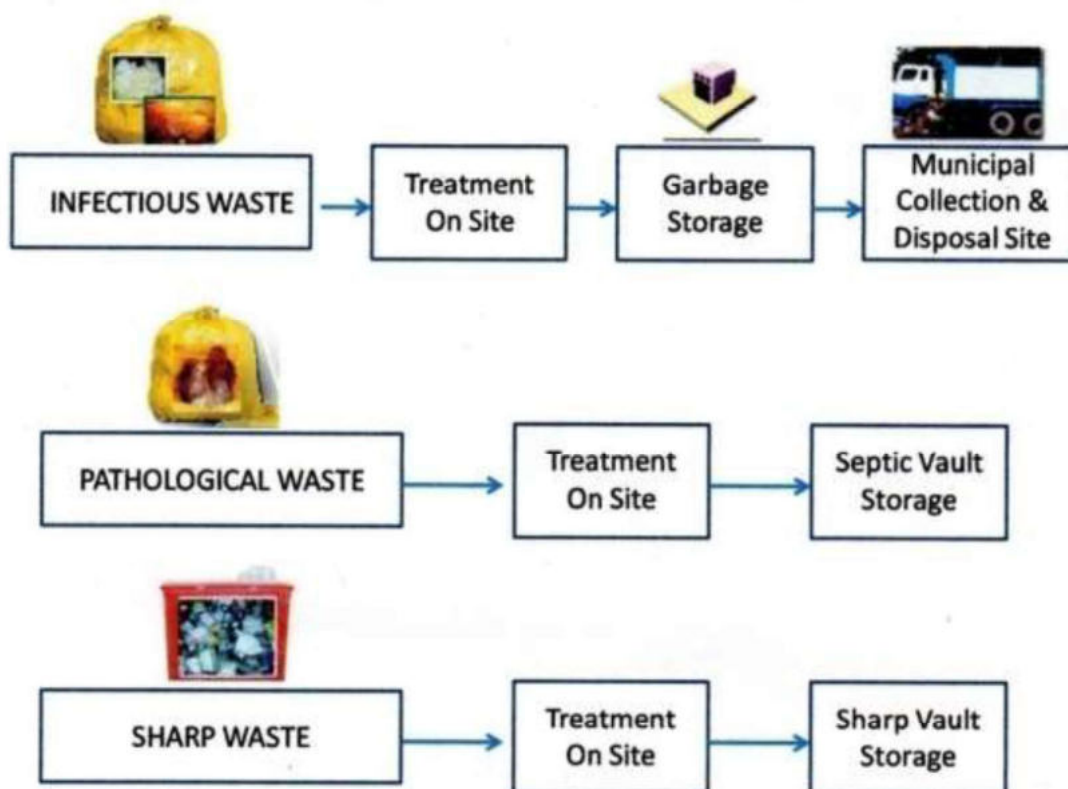 INFECTIOUS WASTE
Treatment
On Site
Garbage
Storage
Municipal
Collection &
Disposal Site
PATHOLOGICAL WASTE
Treatment
On Site
Septic Vault
Storage
SHARP WASTE
Treatment
On Site
Sharp Vault
Storage